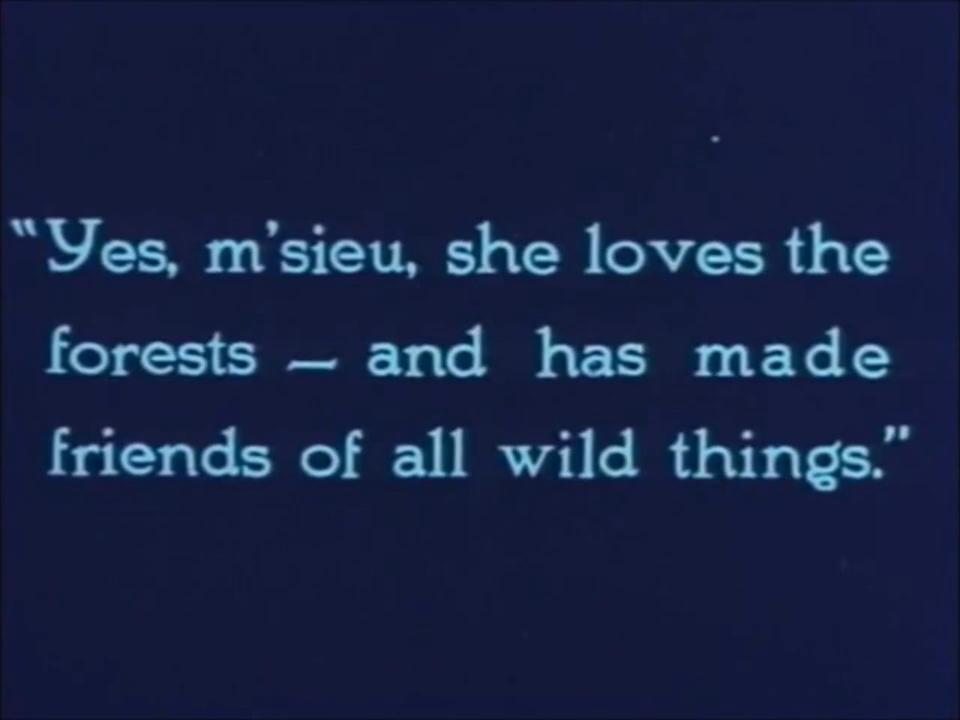 “Yes, m’sieu, she loves the
forests — and has made
friends of all wild things.”